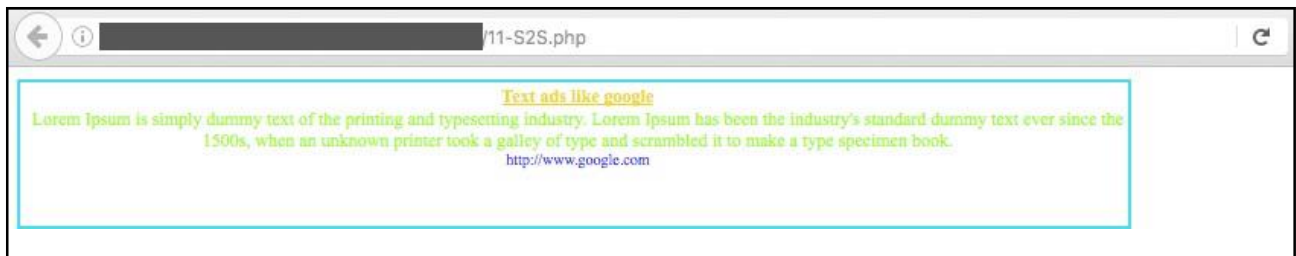 /11-S2S.php
Text ads like google
Lorem Ipsum is simply dummy text of the printing and typesetting industry. Lorem Ipsum has been the industry's standard dummy text ever since the
1500s, when an unknown printer took a galley of type and scrambled it to make a type specimen book.
http://www.google.com